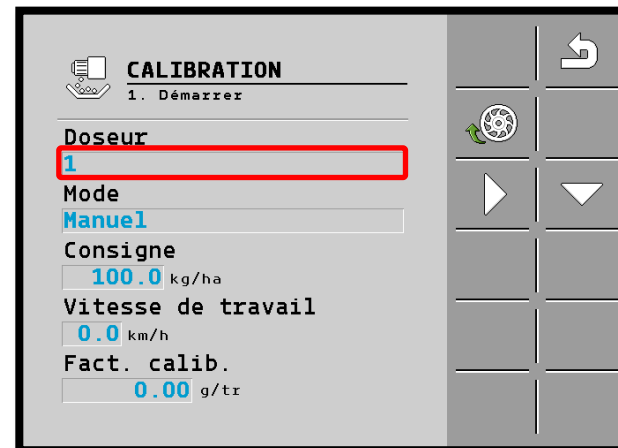 CALIBRATION
1. Démarrer
Doseur
1
Mode
Manuel
Consigne
100.0 kg/ha
Vitesse de travail
0.0 km/h
Fact. calib.
0.00 g/tr